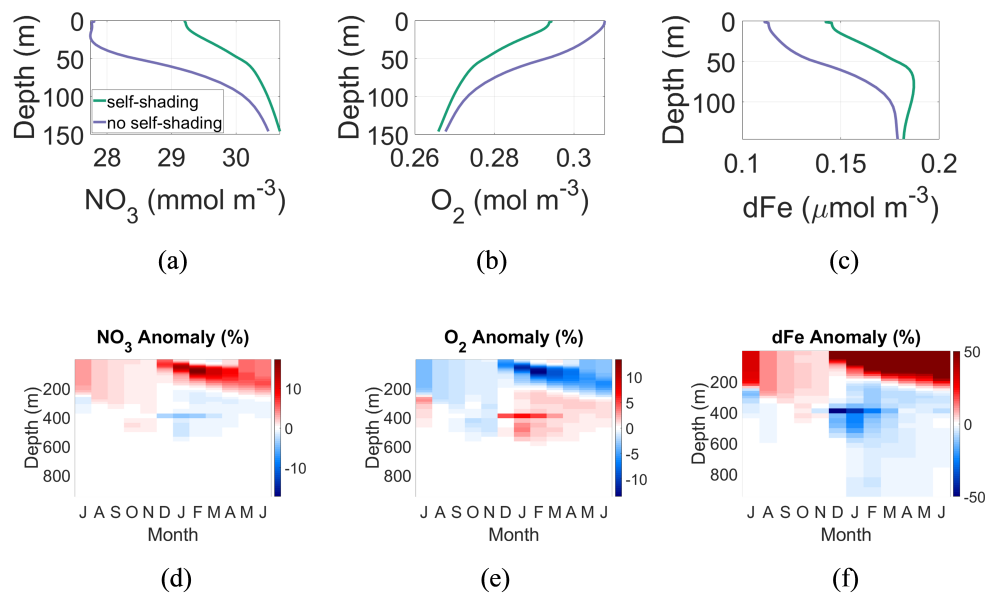 0
50
100
150
Depth (m)
self-shading
no self-shading
28 29 30
NO3 (mmol m-3)
(a)
0
50
100
150
Depth (m)
0.26 0.28 0.3
O2 (mol m-3)
(b)
0
50
100
Depth (m)
0.1 0.15 0.2
dFe (μmol m-3)
(c)
NO3 Anomaly (%)
200
400
600
800
Depth (m)
J A S O N D J F M A M J
Month
10
0
-10
(d)
O2 Anomaly (%)
200
400
600
800
Depth (m)
J A S O N D J F M A M J
Month
10
5
0
-5
-10
(e)
dFe Anomaly (%)
200
400
600
800
Depth (m)
J A S O N D J F M A M J
Month
50
0
-50
(f)